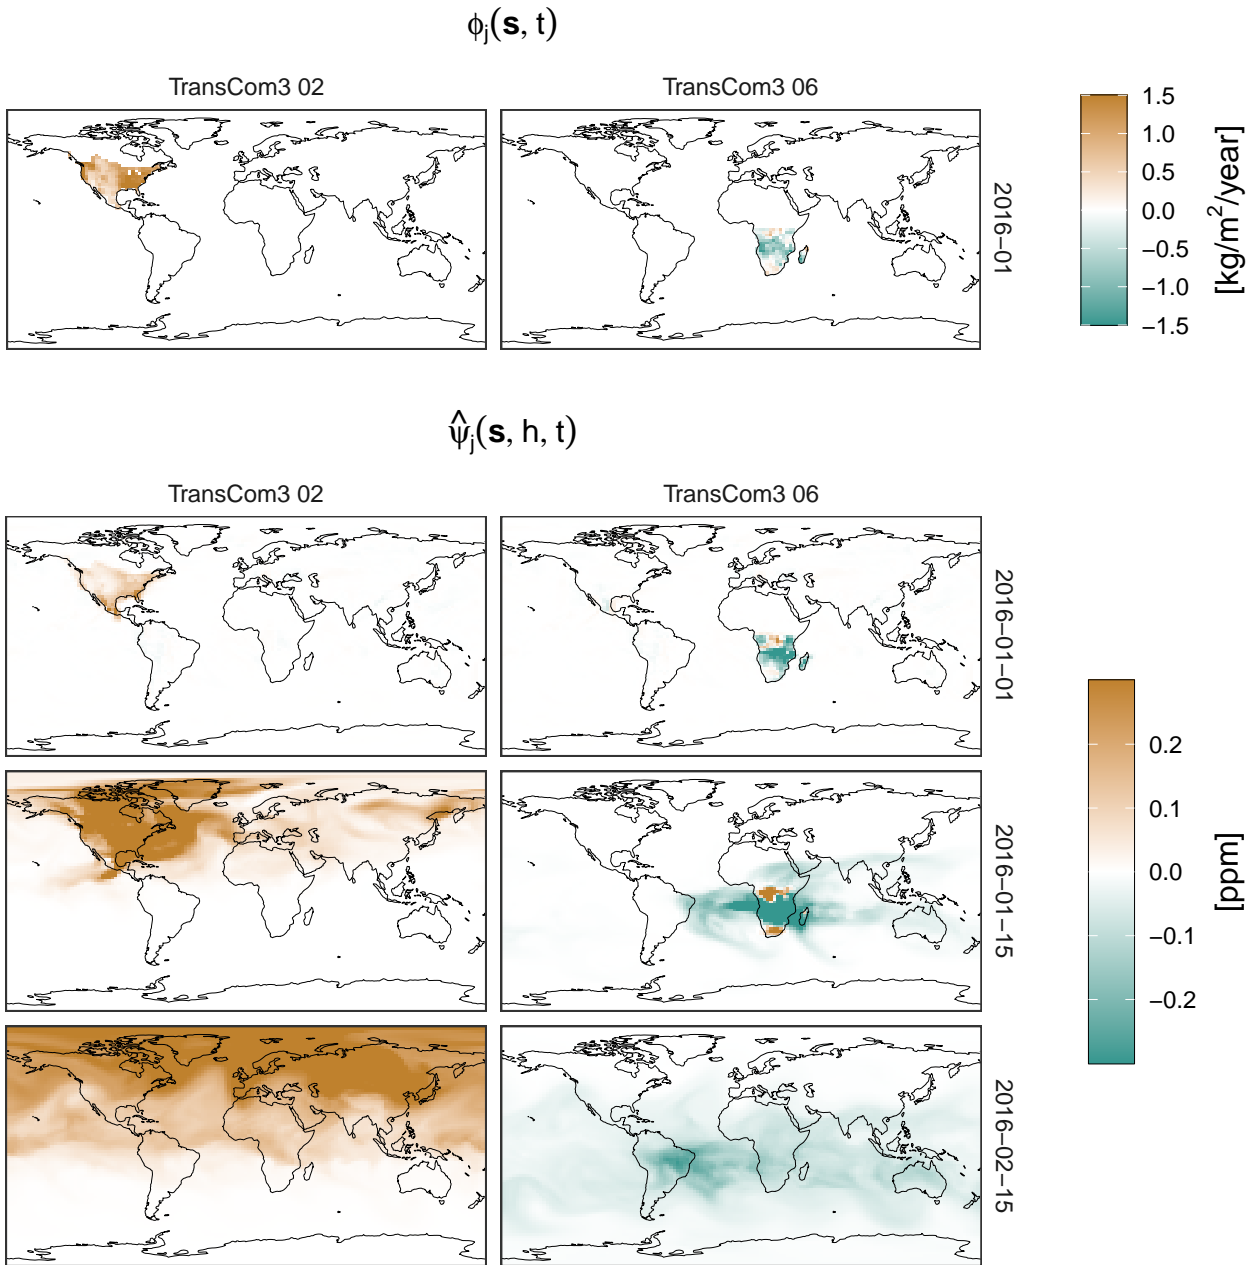 ϕj(s, t)
TransCom3 02
TransCom3 06
2016−01
1.5
1.0
0.5
0.0
−0.5
−1.0
−1.5
[kg/m²/year]
ψ̂j(s, h, t)
TransCom3 02
TransCom3 06
2016−01−01
2016−01−15
2016−02−15
0.2
0.1
0.0
−0.1
−0.2
[ppm]